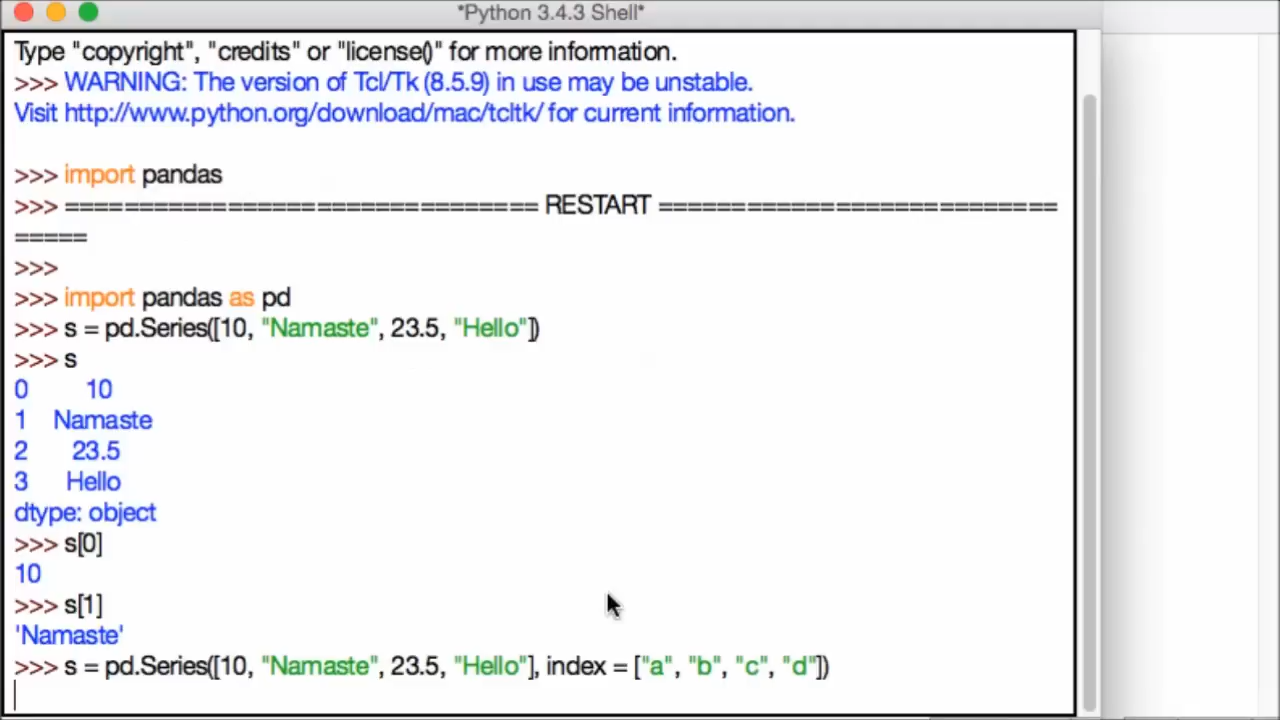 *Python 3.4.3 Shell*
Type "copyright", "credits" or "license()" for more information.
>>> WARNING: The version of Tcl/Tk (8.5.9) in use may be unstable.
Visit http://www.python.org/download/mac/tcltk/ for current information.
>>> import pandas
>>> ================================ RESTART ===========================
=====
>>>
>>> import pandas as pd
>>> s = pd.Series([10, "Namaste", 23.5, "Hello"])
>>> s
0 10
1 Namaste
2 23.5
3 Hello
dtype: object
>>> s[0]
10
>>> s[1]
'Namaste'
>>> s = pd.Series([10, "Namaste", 23.5, "Hello"], index = ["a", "b", "c", "d"])